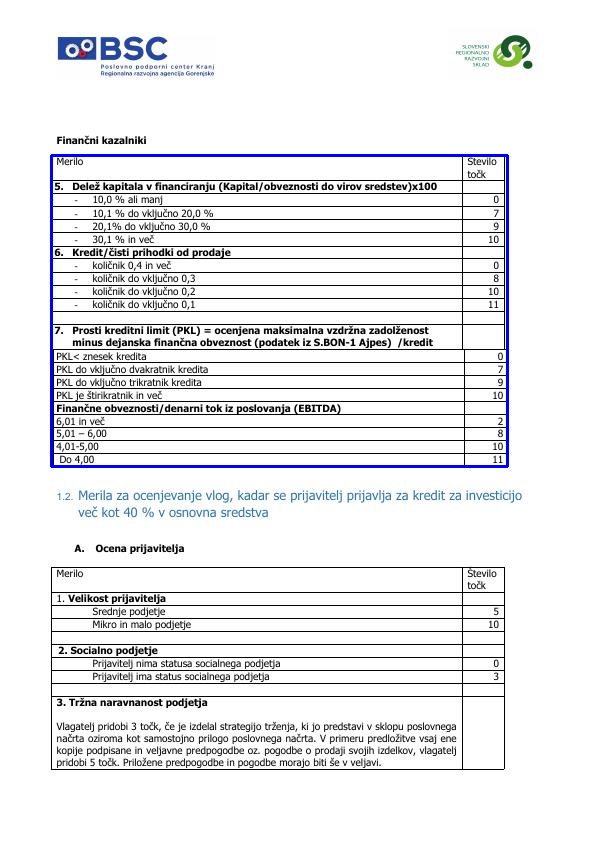 BSC
Poslovno podporni center Kranj
Regionalna razvojna agencija Gorenjske
SLOVENSKI
REGIONALNO
RAZVOJNI
SKLAD
Finančni kazalniki
Merilo Število
točk
5. Delež kapitala v financiranju (Kapital/obveznosti do virov sredstev)x100
- 10,0 % ali manj 0
- 10,1 % do vključno 20,0 % 7
- 20,1% do vključno 30,0 % 9
- 30,1 % in več 10
6. Kredit/čisti prihodki od prodaje
- količnik 0,4 in več 0
- količnik do vključno 0,3 8
- količnik do vključno 0,2 10
- količnik do vključno 0,1 11
7. Prosti kreditni limit (PKL) = ocenjena maksimalna vzdržna zadolženost
minus dejanska finančna obveznost (podatek iz S.BON-1 Ajpes) /kredit
PKL< znesek kredita 0
PKL do vključno dvakratnik kredita 7
PKL do vključno trikratnik kredita 9
PKL je štirikratnik in več 10
Finančne obveznosti/denarni tok iz poslovanja (EBITDA)
6,01 in več 2
5,01 – 6,00 8
4,01-5,00 10
Do 4,00 11
1.2. Merila za ocenjevanje vlog, kadar se prijavitelj prijavlja za kredit za investicijo
več kot 40 % v osnovna sredstva
A. Ocena prijavitelja
Merilo Število
točk
1. Velikost prijavitelja
Srednje podjetje 5
Mikro in malo podjetje 10
2. Socialno podjetje
Prijavitelj nima statusa socialnega podjetja 0
Prijavitelj ima status socialnega podjetja 3
3. Tržna naravnanost podjetja
Vlagatelj pridobi 3 točk, če je izdelal strategijo trženja, ki jo predstavi v sklopu poslovnega
načrta oziroma kot samostojno prilogo poslovnega načrta. V primeru predložitve vsaj ene
kopije podpisane in veljavne predpogodbe oz. pogodbe o prodaji svojih izdelkov, vlagatelj
pridobi 5 točk. Priložene predpogodbe in pogodbe morajo biti še v veljavi.